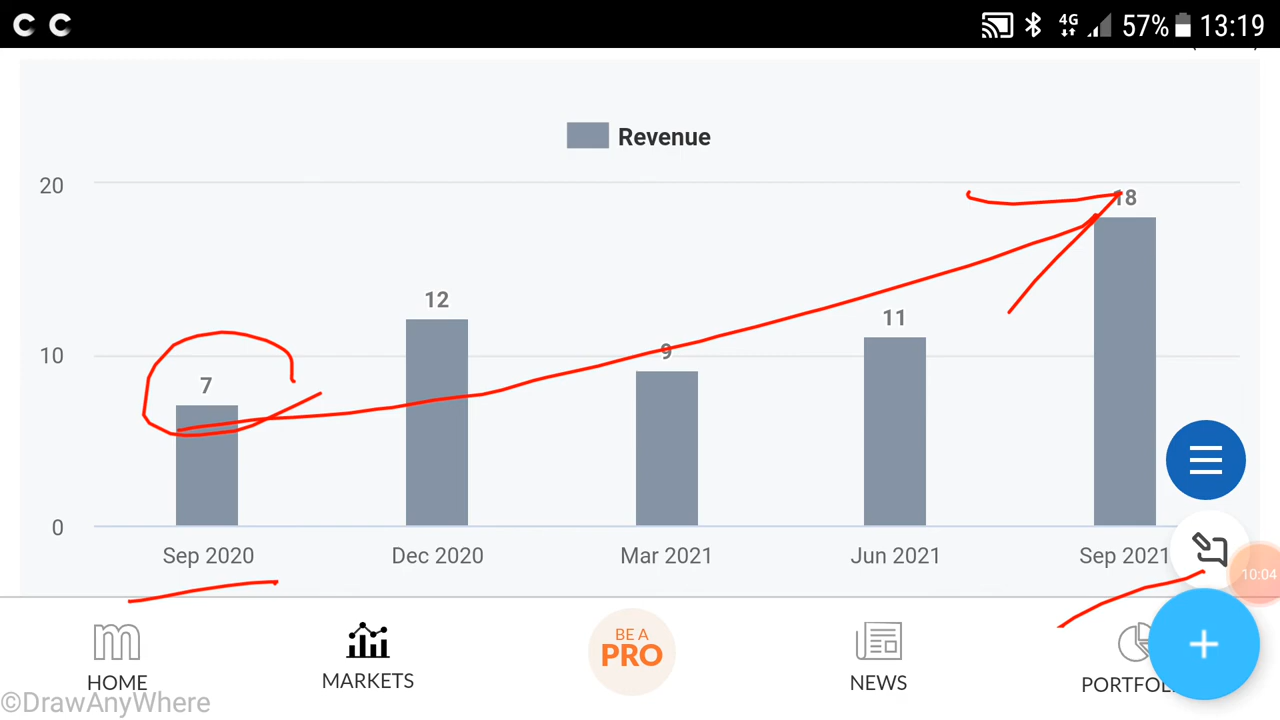 C C 4G 57% 13:19
Revenue
20
18
12
11
10
9
7
0
Sep 2020 Dec 2020 Mar 2021 Jun 2021 Sep 2021
10:04
m
BE A
PRO
HOME MARKETS NEWS
©DrawAnyWhere